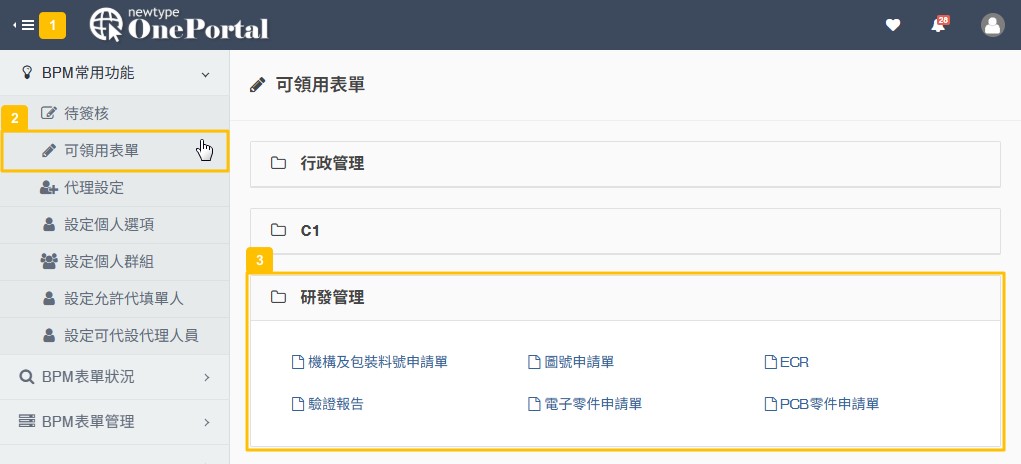 1
newtype
OnePortal
26
BPM常用功能
2
待簽核
可領用表單
代理設定
設定個人選項
設定個人群組
設定允許代填單人
設定可代設代理人員
BPM表單狀況
BPM表單管理
可領用表單
行政管理
C1
3
研發管理
機構及包裝料號申請單
圖號申請單
ECR
驗證報告
電子零件申請單
PCB零件申請單